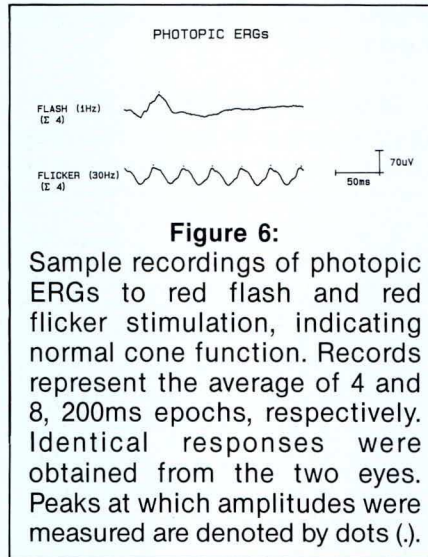 PHOTOPIC ERGs
FLASH (1Hz)
(Σ 4)
FLICKER (30Hz)
(Σ 4)
70uV
50ms
Figure 6:
Sample recordings of photopic
ERGs to red flash and red
flicker stimulation, indicating
normal cone function. Records
represent the average of 4 and
8, 200ms epochs, respectively.
Identical responses were
obtained from the two eyes.
Peaks at which amplitudes were
measured are denoted by dots (.).